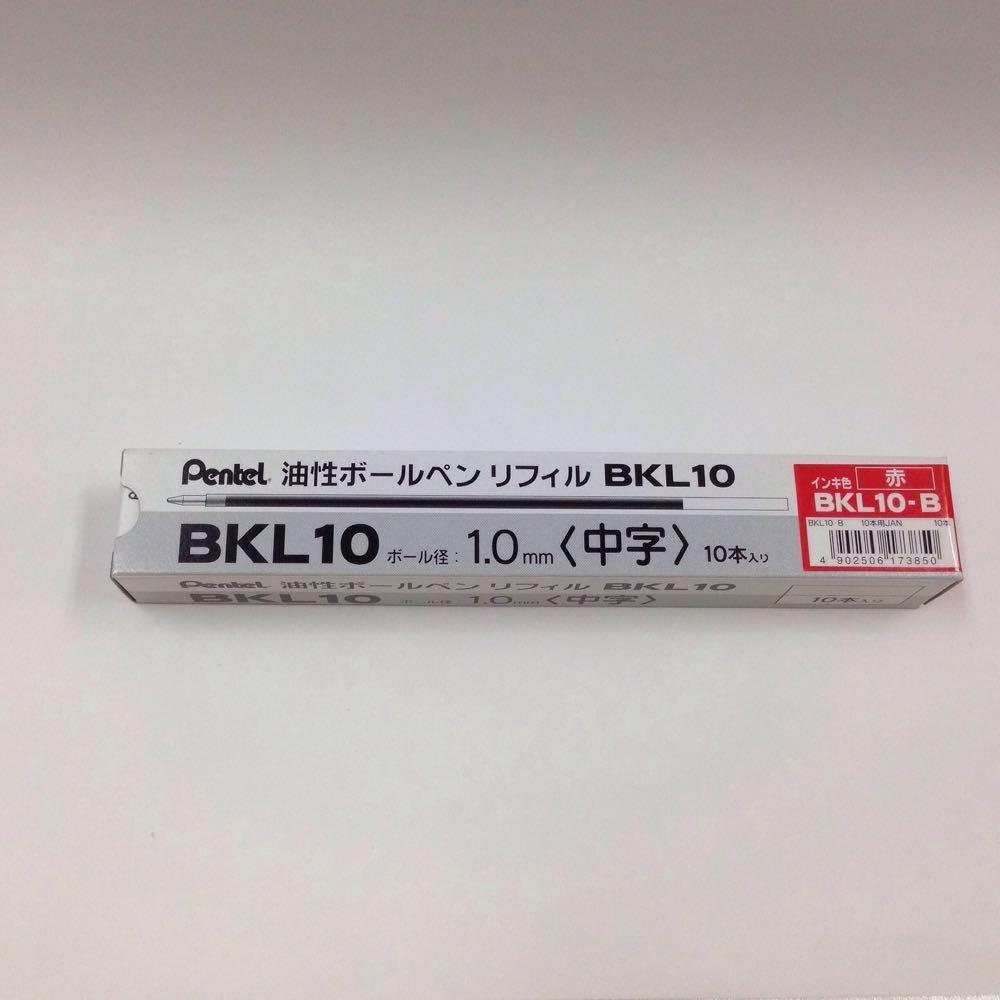 Pentel 油性ボールペン リフィル BKL10
BKL10 ボール径：1.0mm〈中字〉10本入り
インキ色 赤
BKL10-B
BKL10-B 10本用JAN 10本
4 902506 173850
Pentel 油性ボールペン リフィル BKL10
BKL10 ボール径：1.0mm〈中字〉 10本入り